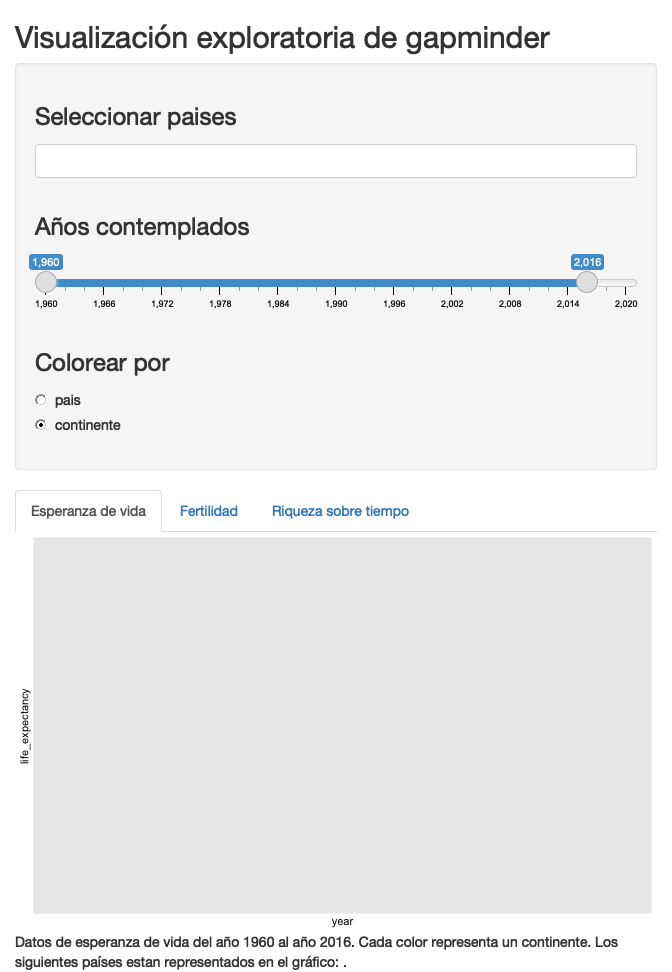 Visualización exploratoria de gapminder
Seleccionar paises
Años contemplados
1,960 2,016
1,960 1,966 1,972 1,978 1,984 1,990 1,996 2,002 2,008 2,014 2,020
Colorear por
pais
continente
Esperanza de vida Fertilidad Riqueza sobre tiempo
life_expectancy
year
Datos de esperanza de vida del año 1960 al año 2016. Cada color representa un continente. Los
siguientes países estan representados en el gráfico: .